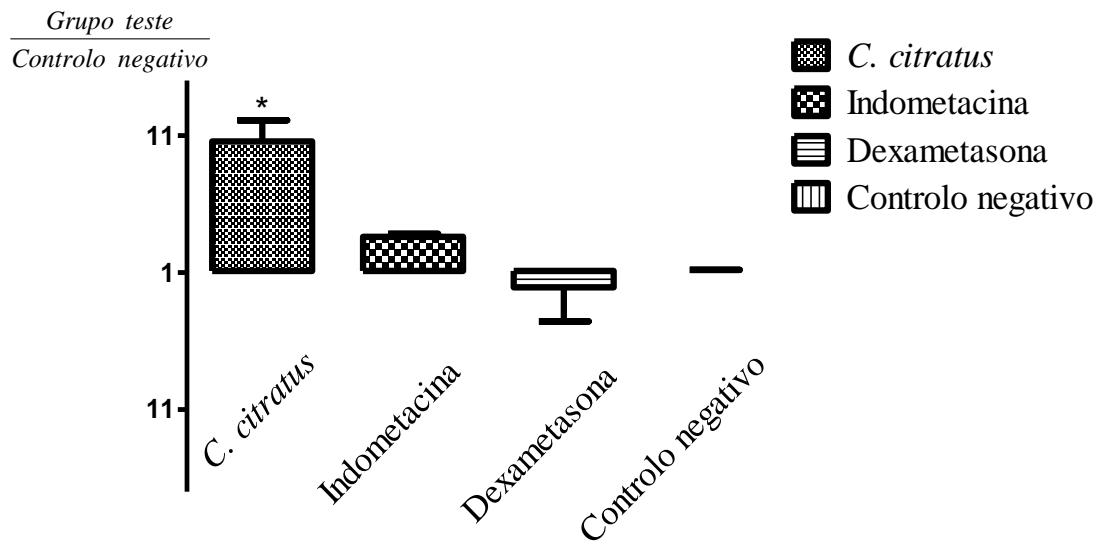 Grupo teste
Controlo negativo
C. citratus
Indometacina
Dexametasona
Controlo negativo
*
11
1
11
C. citratus
Indometacina
Dexametasona
Controlo negativo